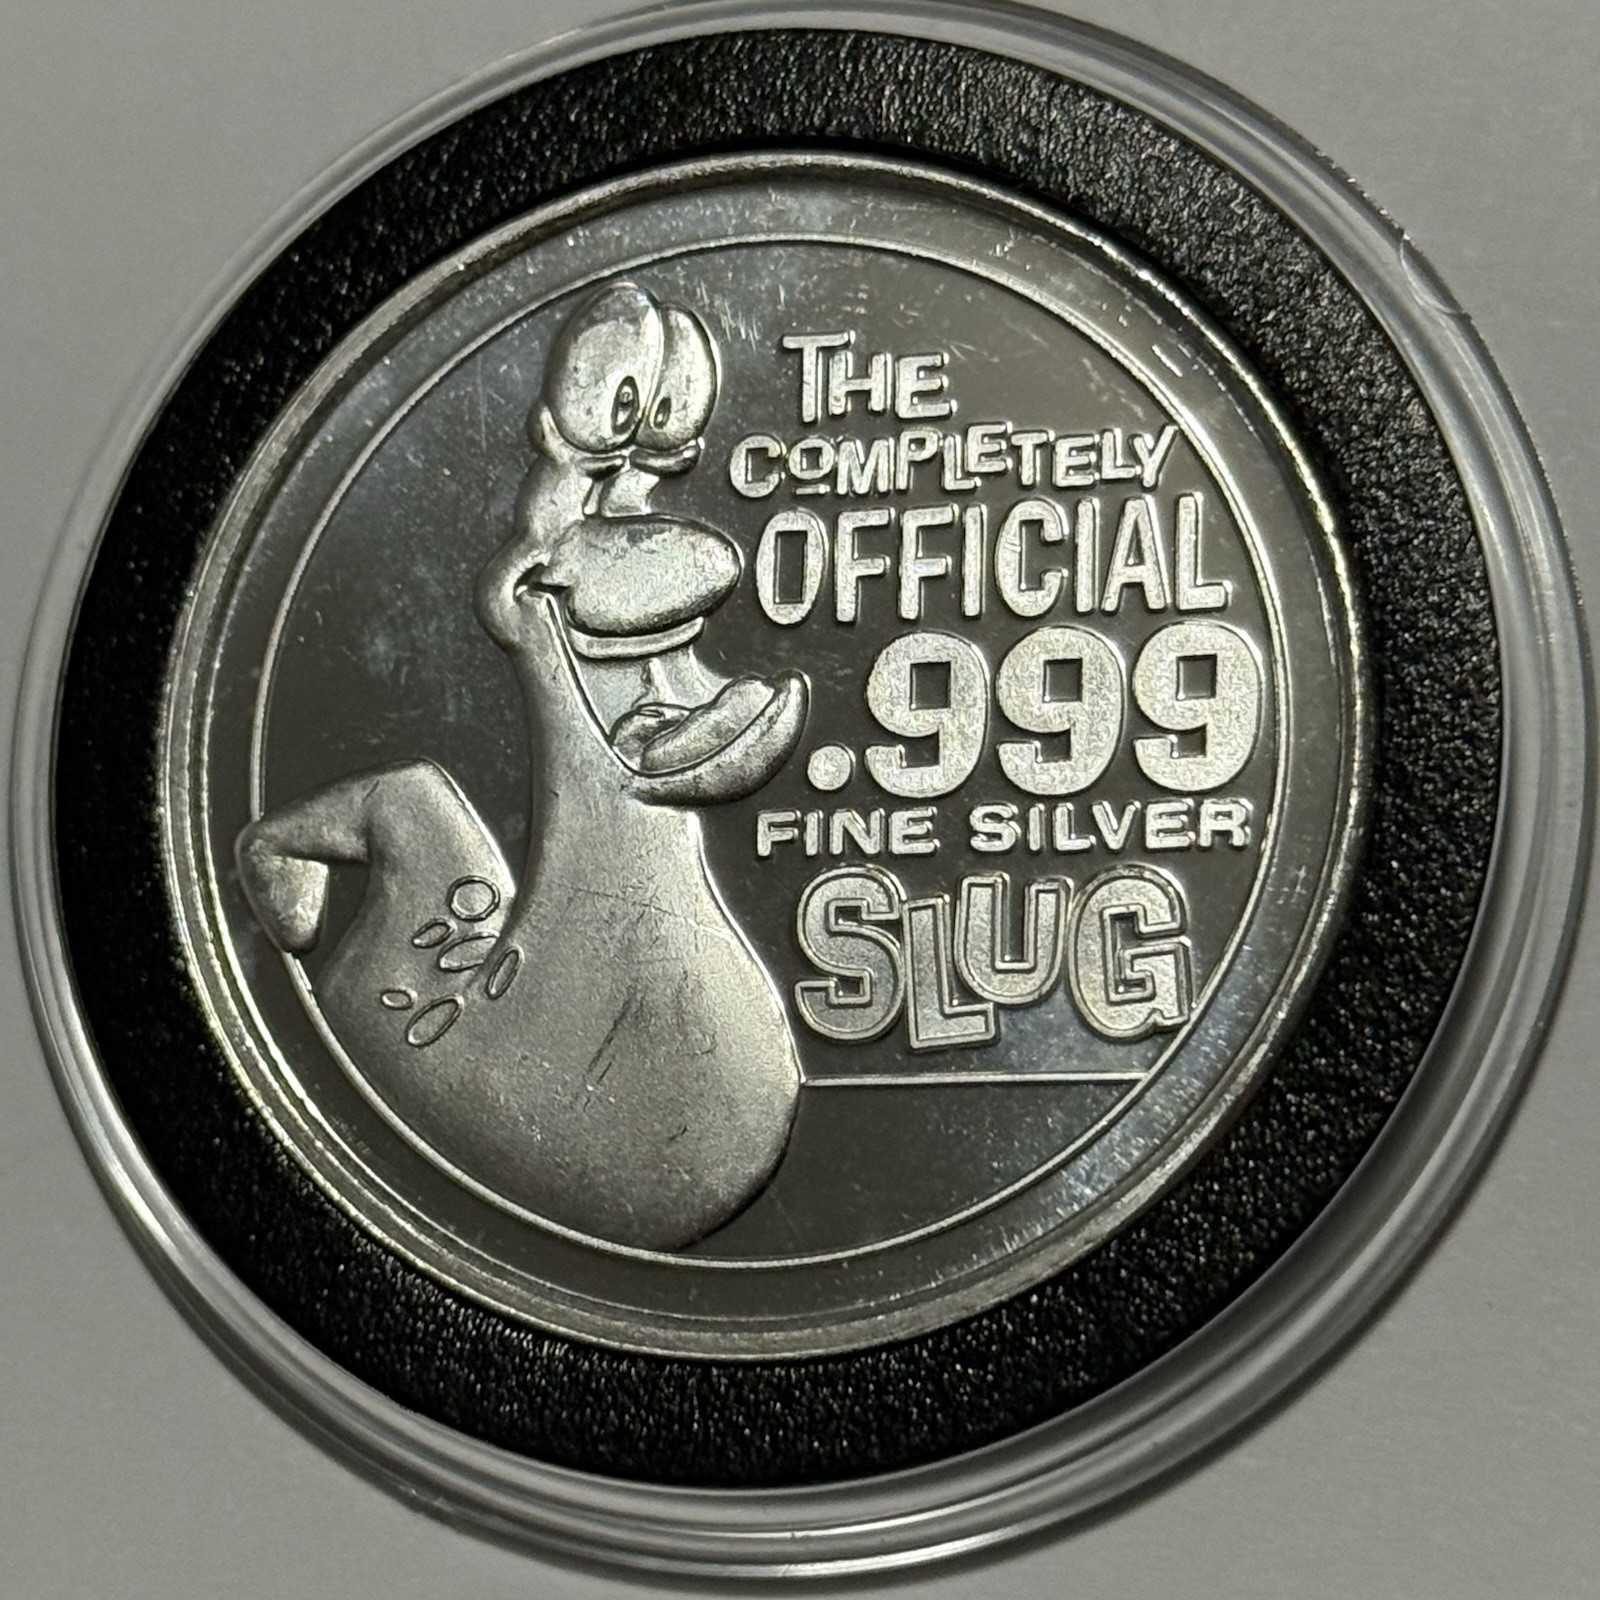 THE
COMPLETELY
OFFICIAL
.999
FINE SILVER
SLUG